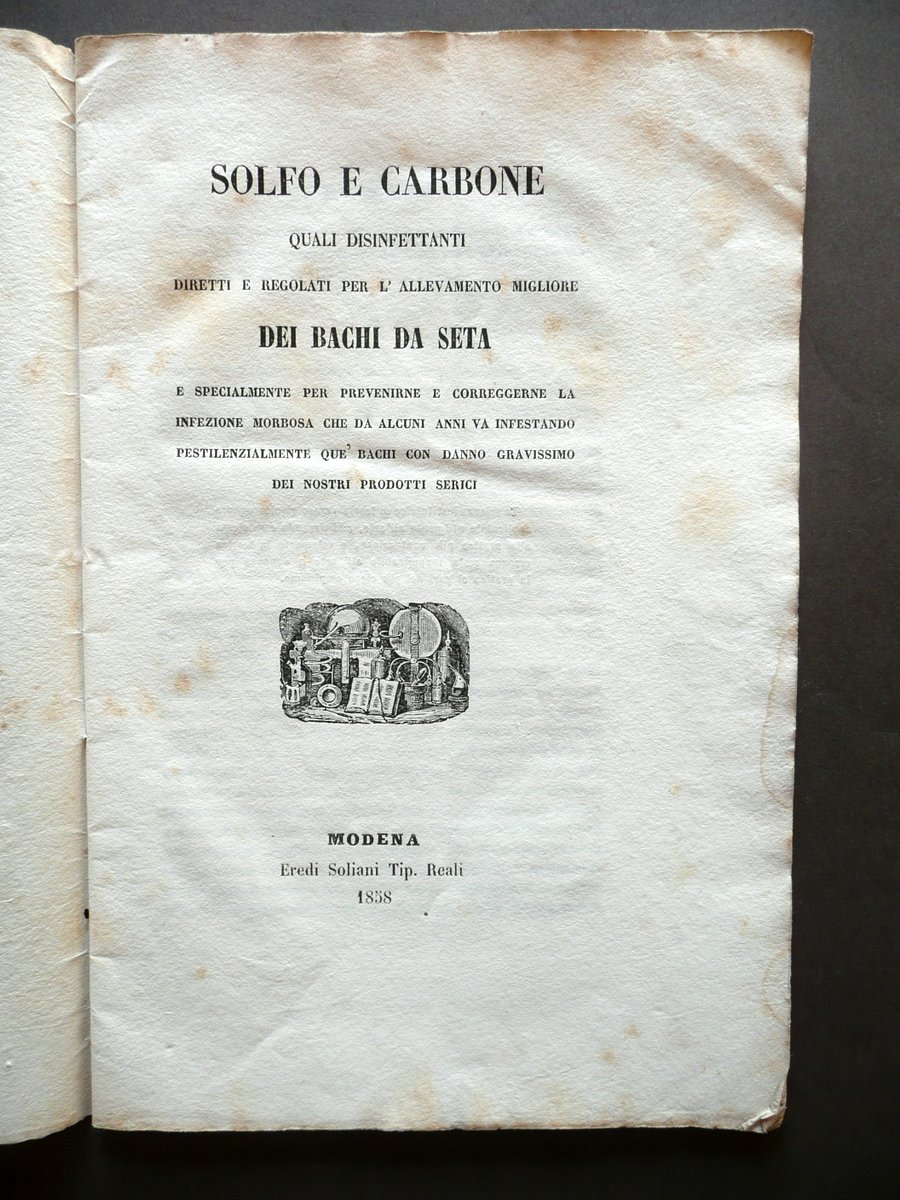 SOLFO E CARBONE
QUALI DISINFETTANTI
DIRETTI E REGOLATI PER L' ALLEVAMENTO MIGLIORE
DEI BACHI DA SETA
E SPECIALMENTE PER PREVENIRNE E CORREGGERNE LA
INFEZIONE MORBOSA CHE DA ALCUNI ANNI VA INFESTANDO
PESTILENZIALMENTE QUE' BACHI CON DANNO GRAVISSIMO
DEI NOSTRI PRODOTTI SERICI
MODENA
Eredi Soliani Tip. Reali
1858